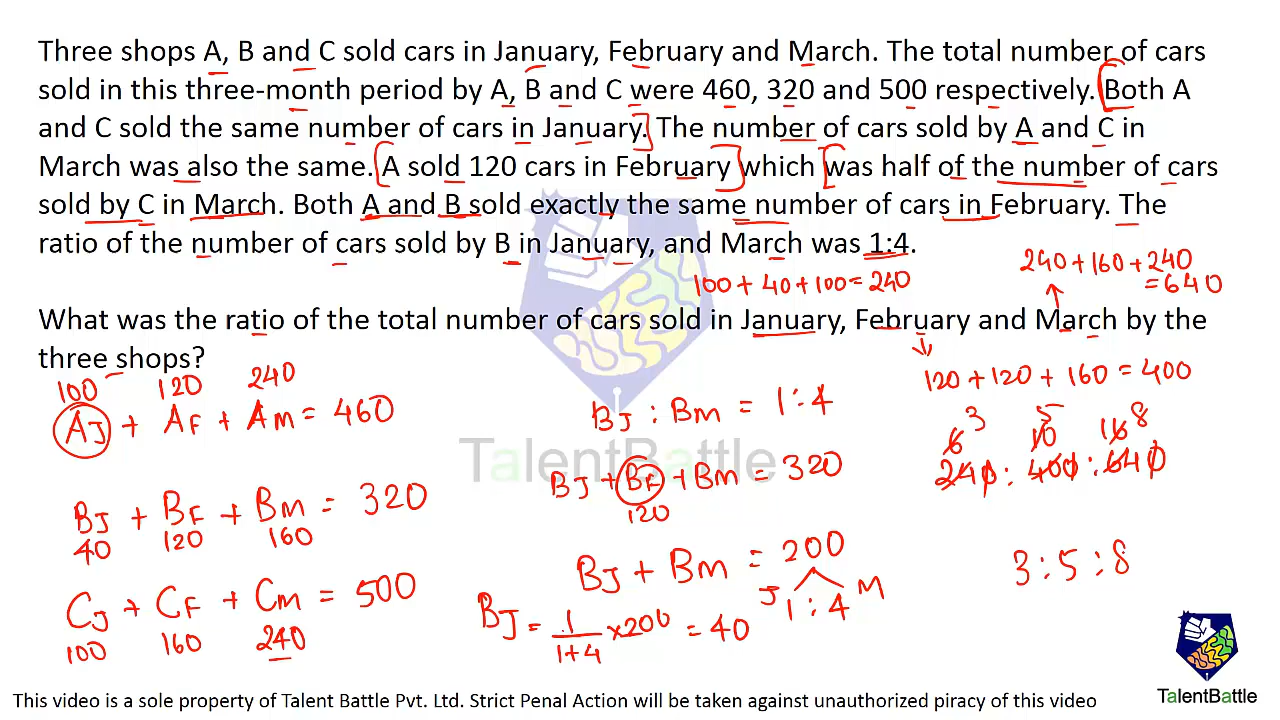 Three shops A, B and C sold cars in January, February and March. The total number of cars
sold in this three-month period by A, B and C were 460, 320 and 500 respectively. Both A
and C sold the same number of cars in January. The number of cars sold by A and C in
March was also the same. A sold 120 cars in February which was half of the number of cars
sold by C in March. Both A and B sold exactly the same number of cars in February. The
ratio of the number of cars sold by B in January, and March was 1:4.
100 + 40 + 100 = 240
240 + 160 + 240
= 640
What was the ratio of the total number of cars sold in January, February and March by the
three shops?
120 + 120 + 160 = 400
100 120 240
AJ + AF + AM = 460
BJ + BF + BM = 320
40 120 160
CJ + CF + CM = 500
100 160 240
BJ : BM = 1:4
BJ + BF + BM = 320
120
BJ + BM = 200
J M
1 : 4
BJ = 1 × 200 = 40
1+4
3 5 8
6 10 16
240 : 400 : 640
3 : 5 : 8
TalentBattle
TalentBattle
This video is a sole property of Talent Battle Pvt. Ltd. Strict Penal Action will be taken against unauthorized piracy of this video